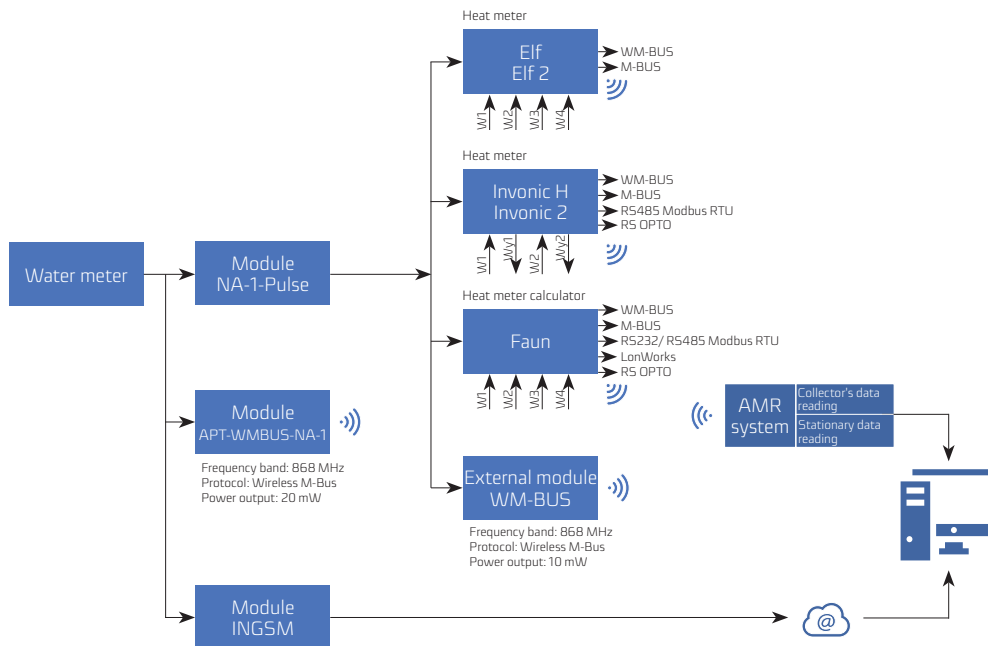 Heat meter
Elf
Elf 2
WM-BUS
M-BUS
W1
W2
W3
W4
Heat meter
Invonic H
Invonic 2
WM-BUS
M-BUS
RS485 Modbus RTU
RS OPTO
W1
Wy1
W2
Wy2
Water meter
Module
NA-1-Pulse
Heat meter calculator
Faun
WM-BUS
M-BUS
RS232/ RS485 Modbus RTU
LonWorks
RS OPTO
W1
W2
W3
W4
Module
APT-WMBUS-NA-1
Frequency band: 868 MHz
Protocol: Wireless M-Bus
Power output: 20 mW
AMR
system
Collector's data
reading
Stationary data
reading
External module
WM-BUS
Frequency band: 868 MHz
Protocol: Wireless M-Bus
Power output: 10 mW
Module
INGSM
@